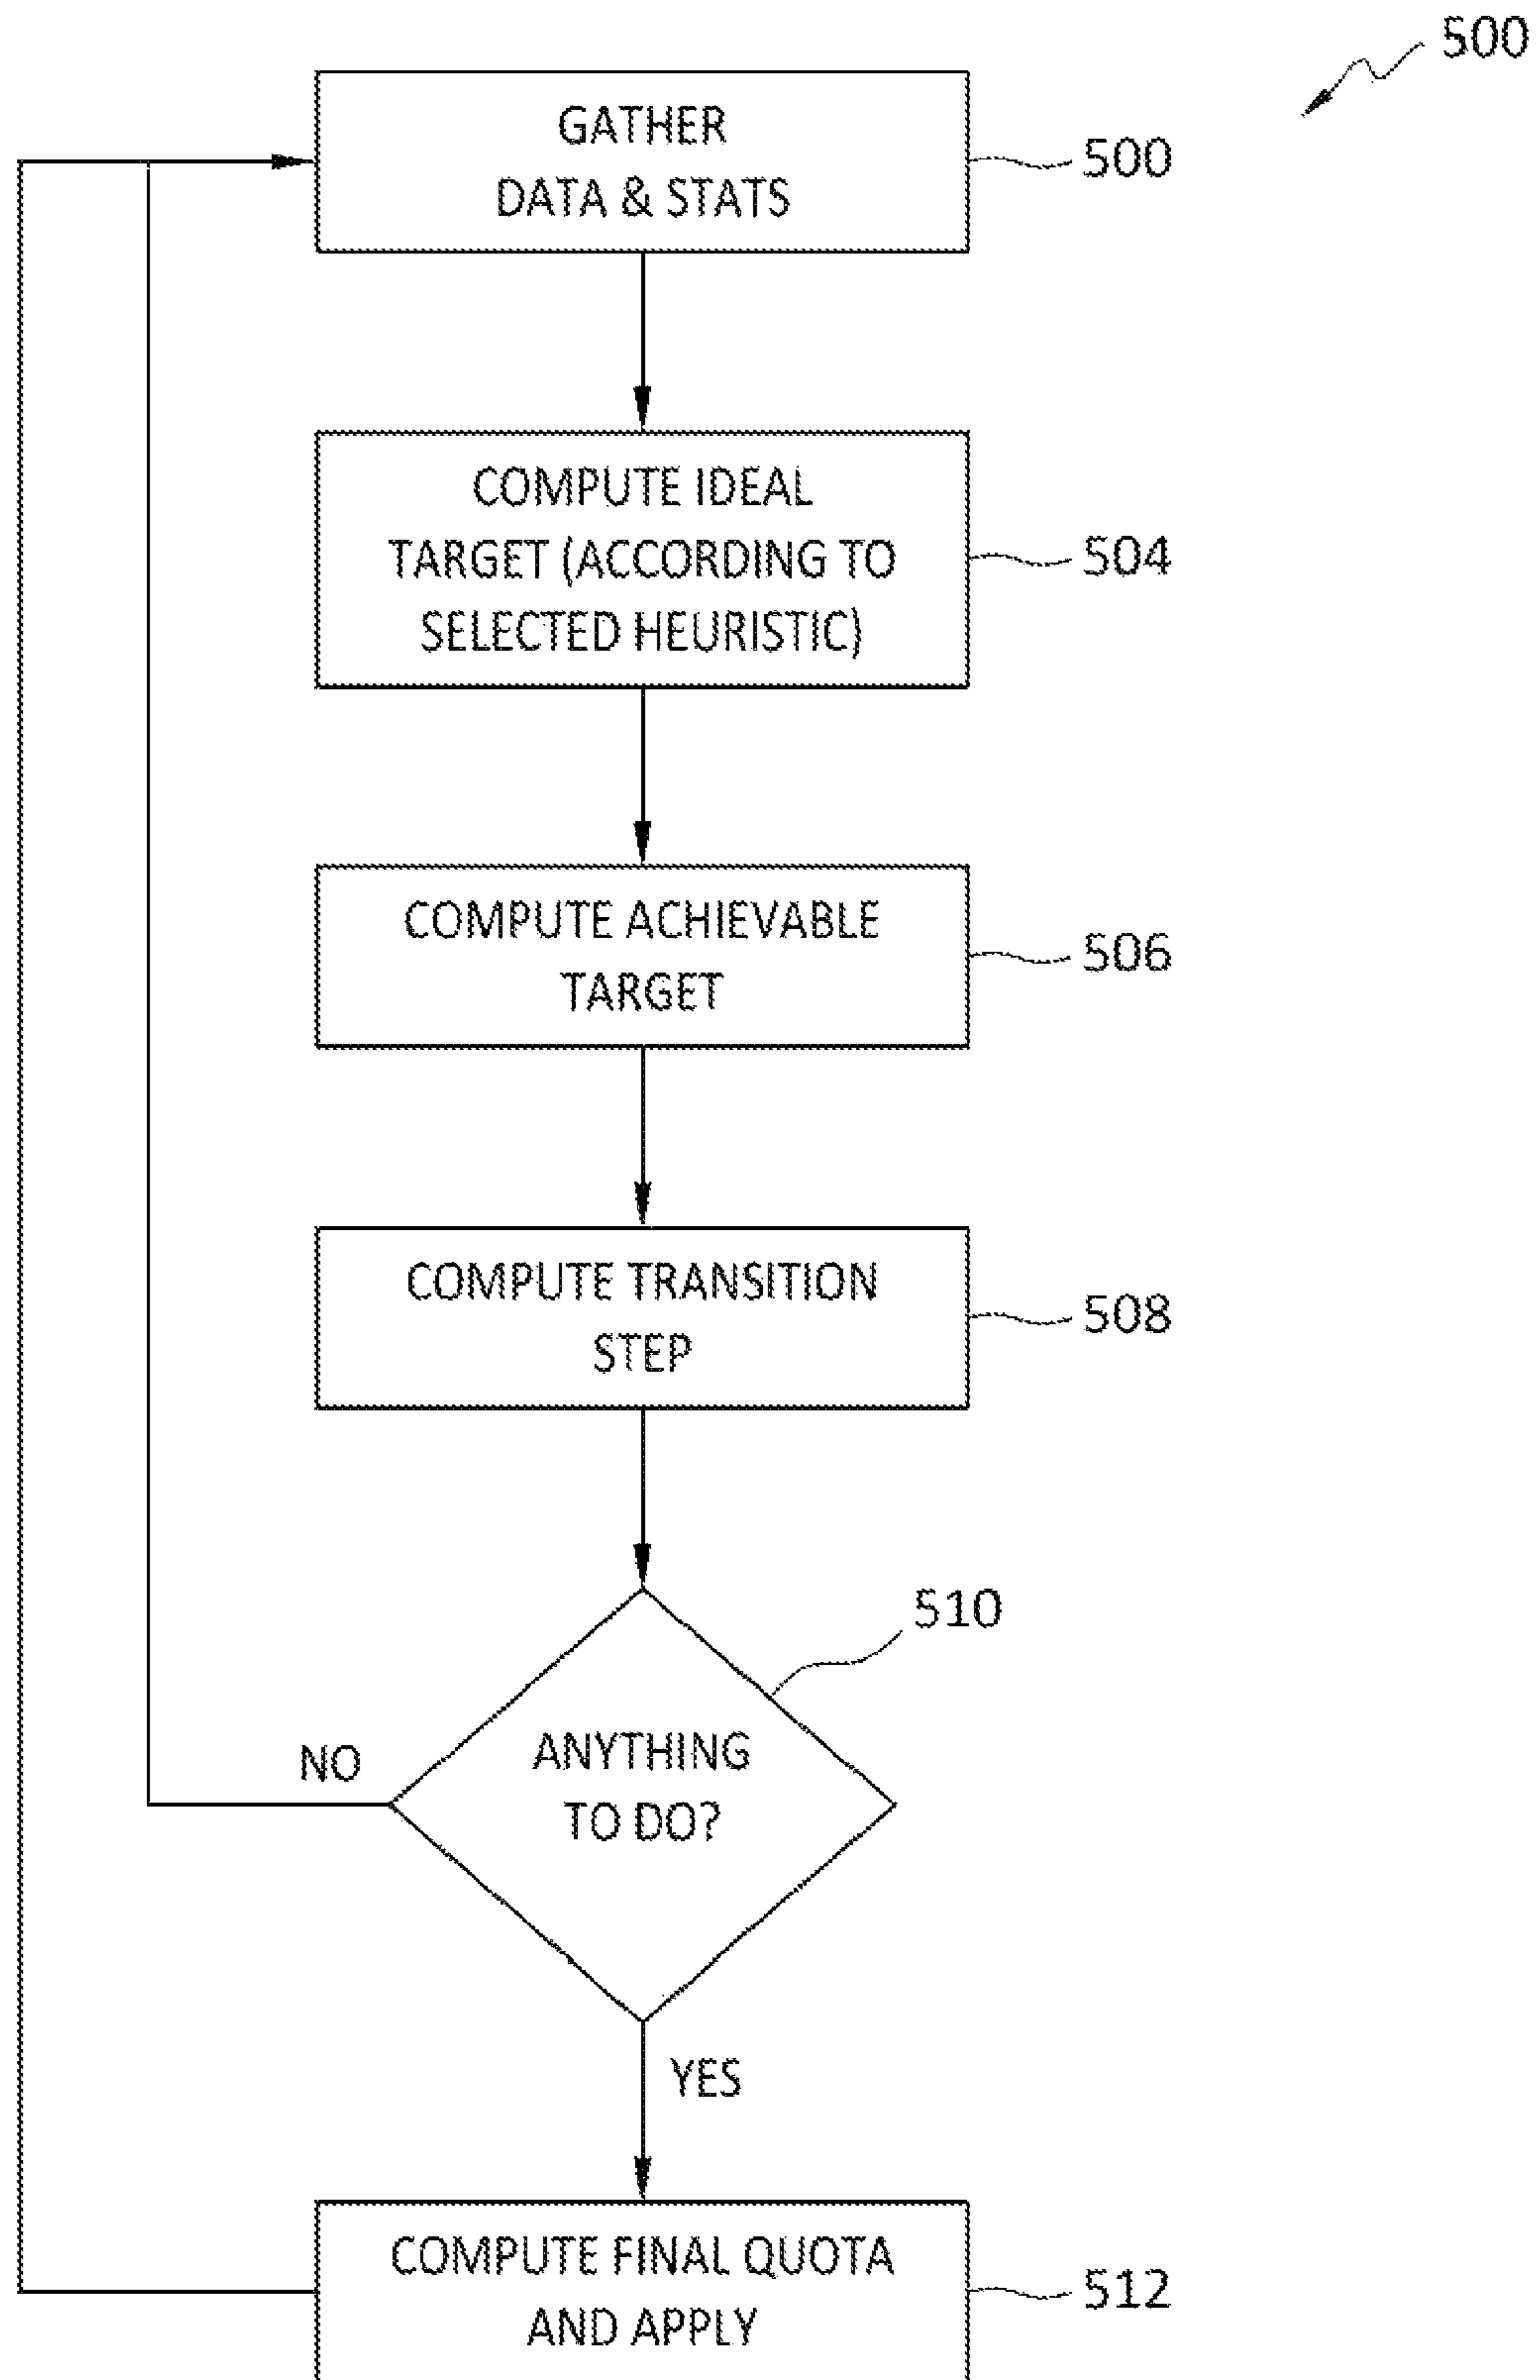 500
GATHER
DATA & STATS
500
COMPUTE IDEAL
TARGET (ACCORDING TO
SELECTED HEURISTIC)
504
COMPUTE ACHIEVABLE
TARGET
506
COMPUTE TRANSITION
STEP
508
510
ANYTHING
TO DO?
NO
YES
COMPUTE FINAL QUOTA
AND APPLY
512